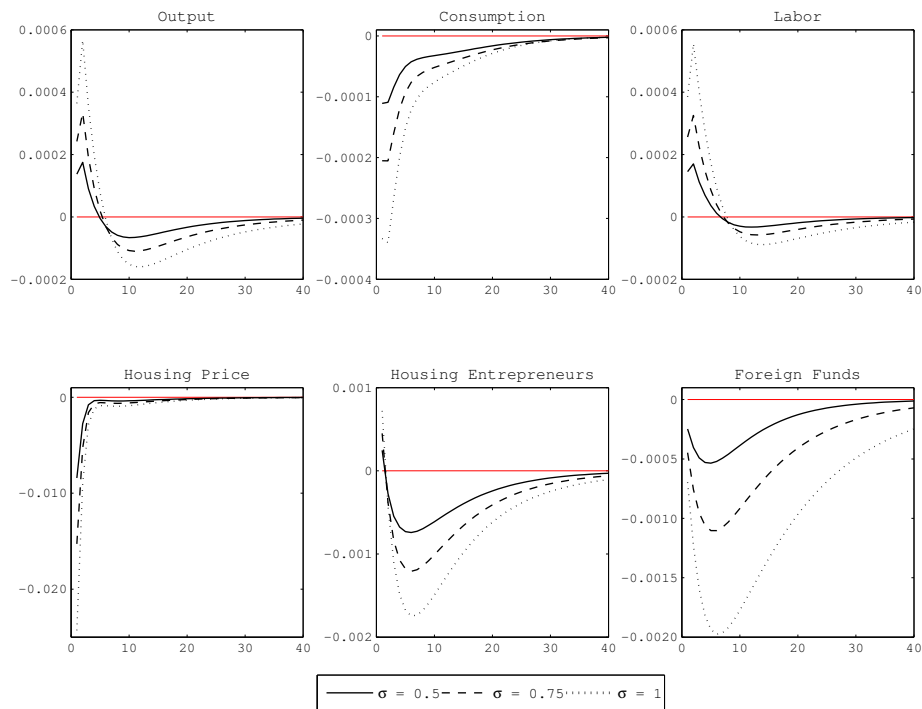 Output
Consumption
Labor
0.0006
0.0004
0.0002
0
-0.0002
0 10 20 30 40
0
-0.0001
-0.0002
-0.0003
-0.0004
0 10 20 30 40
0.0006
0.0004
0.0002
0
-0.0002
0 10 20 30 40
Housing Price
Housing Entrepreneurs
Foreign Funds
0
-0.010
-0.020
0 10 20 30 40
0.001
0
-0.001
-0.002
0 10 20 30 40
0
-0.0005
-0.0010
-0.0015
-0.0020
0 10 20 30 40
σ = 0.5 σ = 0.75 σ = 1